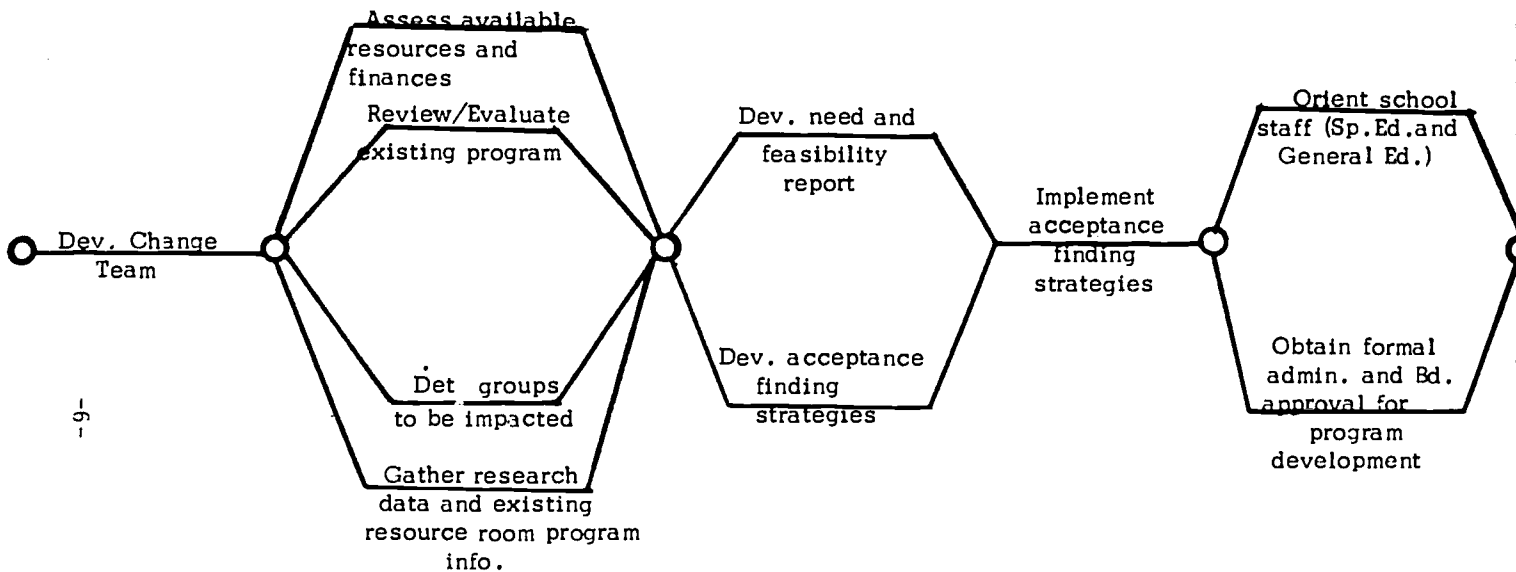 Dev. Change
Team
Assess available
resources and
finances
Review/Evaluate
existing program
Det groups
to be impacted
Gather research
data and existing
resource room program
info.
Dev. need and
feasibility
report
Dev. acceptance
finding
strategies
Implement
acceptance
finding
strategies
Orient school
staff (Sp.Ed.and
General Ed.)
Obtain formal
admin. and Bd.
approval for
program
development
-6-